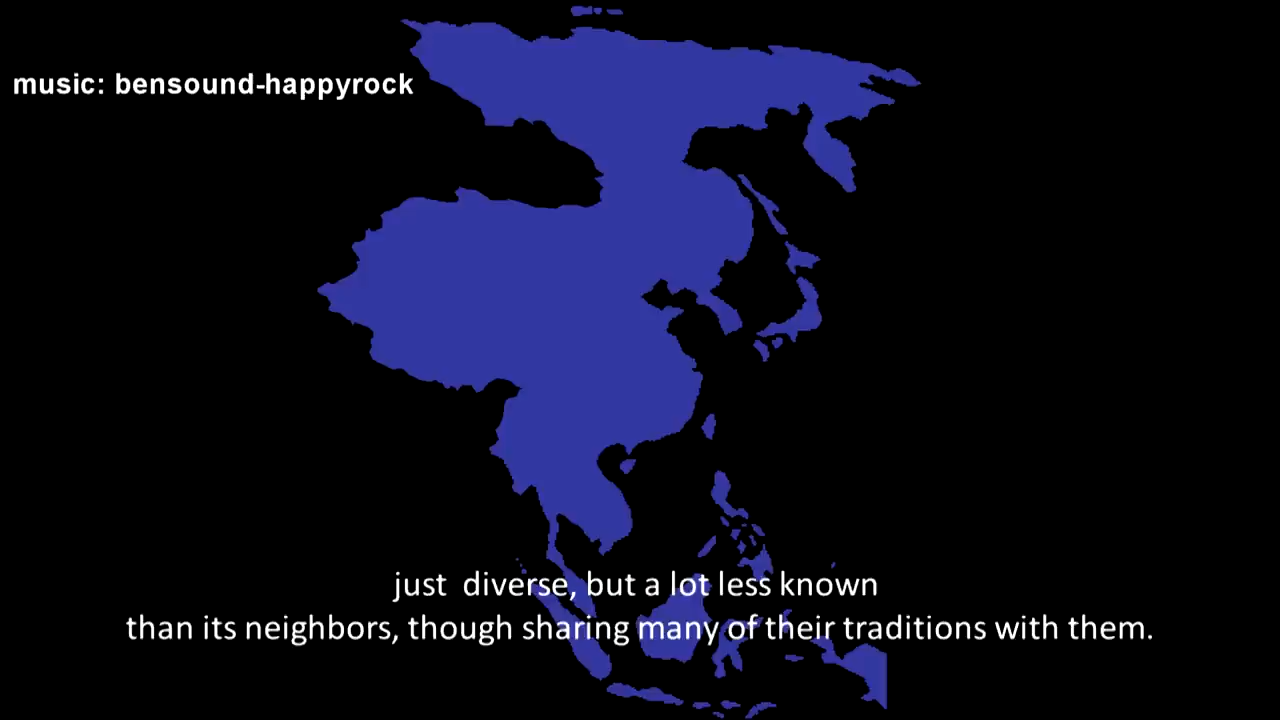 music: bensound-happyrock
just  diverse, but a lot less known
than its neighbors, though sharing many of their traditions with them.